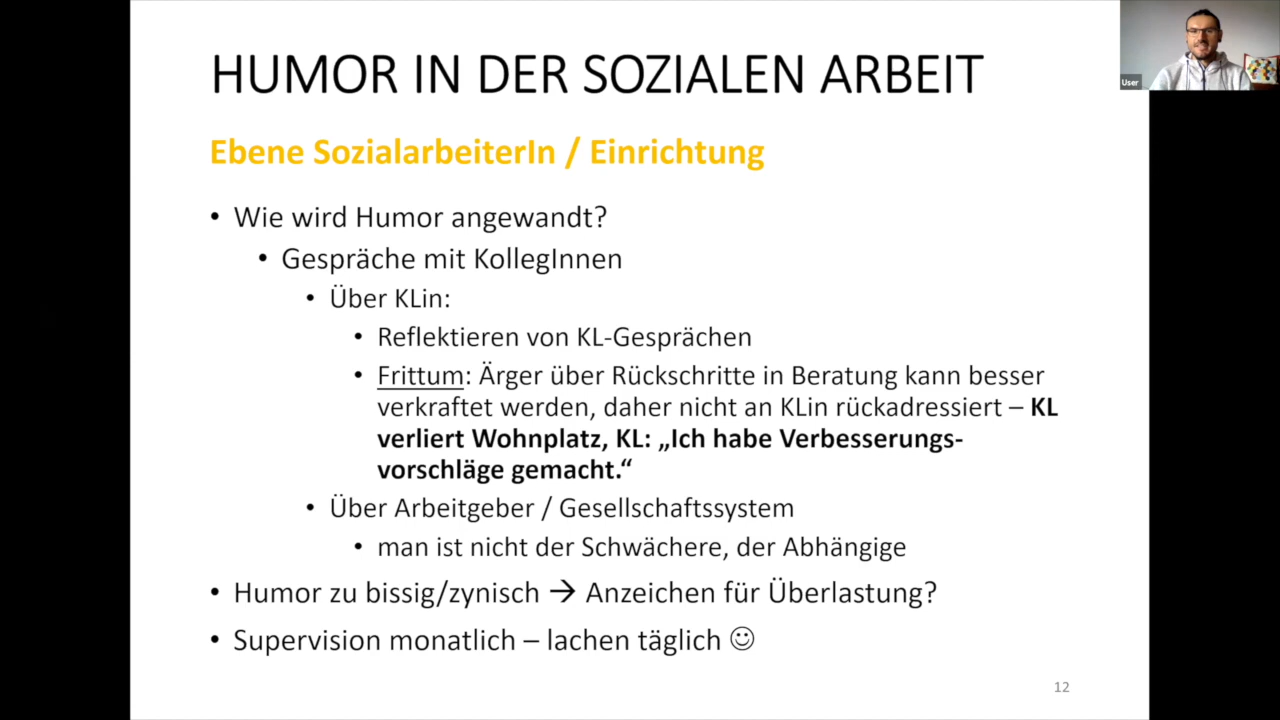 HUMOR IN DER SOZIALEN ARBEIT
User
Ebene SozialarbeiterIn / Einrichtung
• Wie wird Humor angewandt?
• Gespräche mit KollegInnen
• Über KLin:
• Reflektieren von KL-Gesprächen
• Frittum: Ärger über Rückschritte in Beratung kann besser
verkraftet werden, daher nicht an KLin rückadressiert – KL
verliert Wohnplatz, KL: „Ich habe Verbesserungs-
vorschläge gemacht.“
• Über Arbeitgeber / Gesellschaftssystem
• man ist nicht der Schwächere, der Abhängige
• Humor zu bissig/zynisch → Anzeichen für Überlastung?
• Supervision monatlich – lachen täglich ☺
12